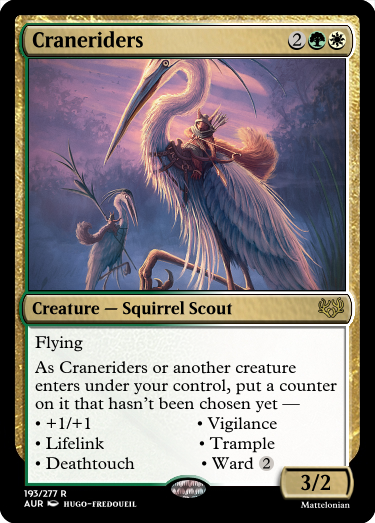 Craneriders 2
Creature — Squirrel Scout
Flying
As Craneriders or another creature
enters under your control, put a counter
on it that hasn't been chosen yet —
• +1/+1 • Vigilance
• Lifelink • Trample
• Deathtouch • Ward 2
3/2
193/277 R
AUR HUGO-FREDOUEIL Mattelonian